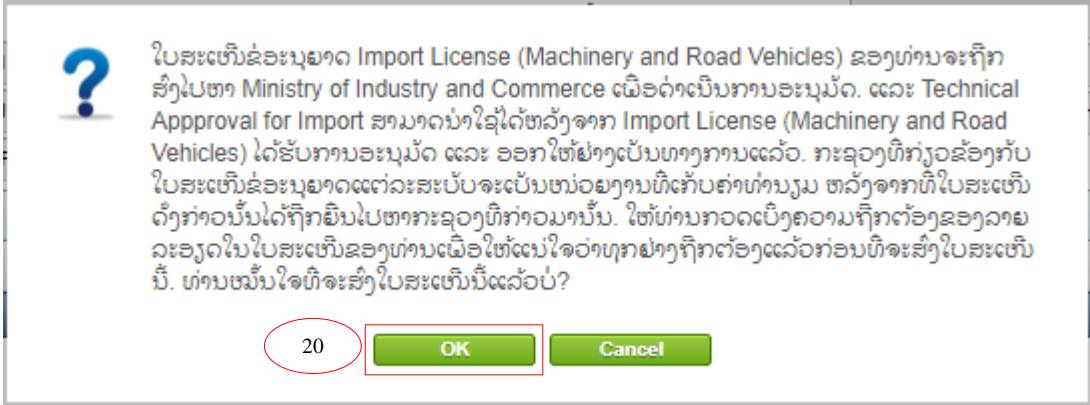 ໃບສະເໜີຂໍອະນຸຍາດ Import License (Machinery and Road Vehicles) ຂອງທ່ານຈະຖືກ
ສົ່ງໄປຫາ Ministry of Industry and Commerce ເພື່ອດຳເນີນການອະນຸມັດ. ແລະ Technical
Appproval for Import ສາມາດນຳໃຊ້ໄດ້ຫລັງຈາກ Import License (Machinery and Road
Vehicles) ໄດ້ຮັບການອະນຸມັດ ແລະ ອອກໃຫ້ຢ່າງເປັນທາງການແລ້ວ. ກະຊວງທີ່ກ່ຽວຂ້ອງກັບ
ໃບສະເໜີຂໍອະນຸຍາດແຕ່ລະສະບັບຈະເປັນໜ່ວຍງານທີ່ເກັບຄ່າທຳນຽມ ຫລັງຈາກທີ່ໃບສະເໜີ
ດັ່ງກ່າວນັ້ນໄດ້ຖືກຍື່ນໄປຫາກະຊວງທີ່ກ່າວມານັ້ນ. ໃຫ້ທ່ານກວດເບິ່ງຄວາມຖືກຕ້ອງຂອງລາຍ
ລະອຽດໃນໃບສະເໜີຂອງທ່ານເພື່ອໃຫ້ແນ່ໃຈວ່າທຸກຢ່າງຖືກຕ້ອງແລ້ວກ່ອນທີ່ຈະສົ່ງໃບສະເໜີ
ນີ້. ທ່ານໝັ້ນໃຈທີ່ຈະສົ່ງໃບສະເໜີນີ້ແລ້ວບໍ່?
20 OK Cancel